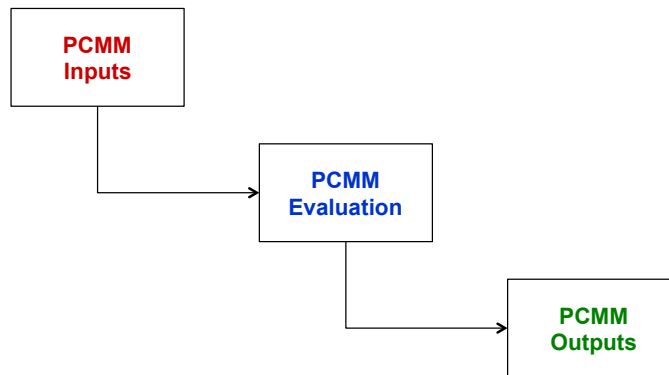 PCMM
Inputs
PCMM
Evaluation
PCMM
Outputs